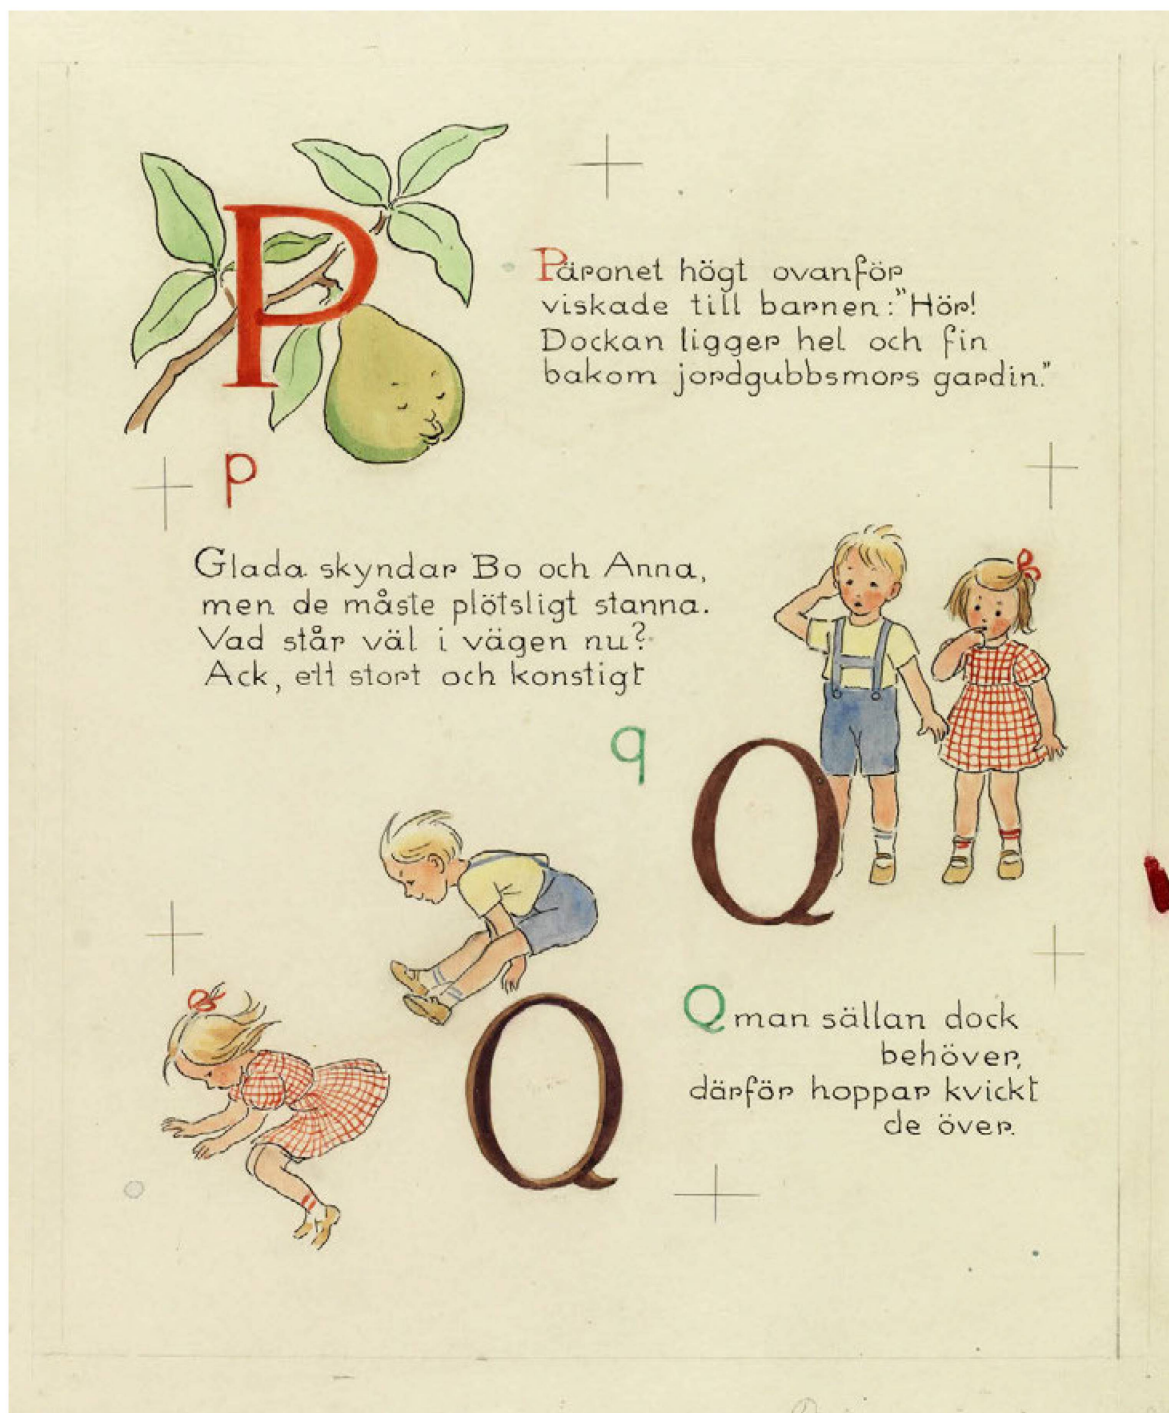 P
Päronet högt ovanför
viskade till barnen: "Hör!
Dockan ligger hel och fin
bakom jordgubbsmors gardin."
p
Glada skyndar Bo och Anna,
men de måste plötsligt stanna.
Vad står väl i vägen nu?
Ack, ett stort och konstigt
q Q
Q
Q man sällan dock
behöver,
därför hoppar kvickt
de över.